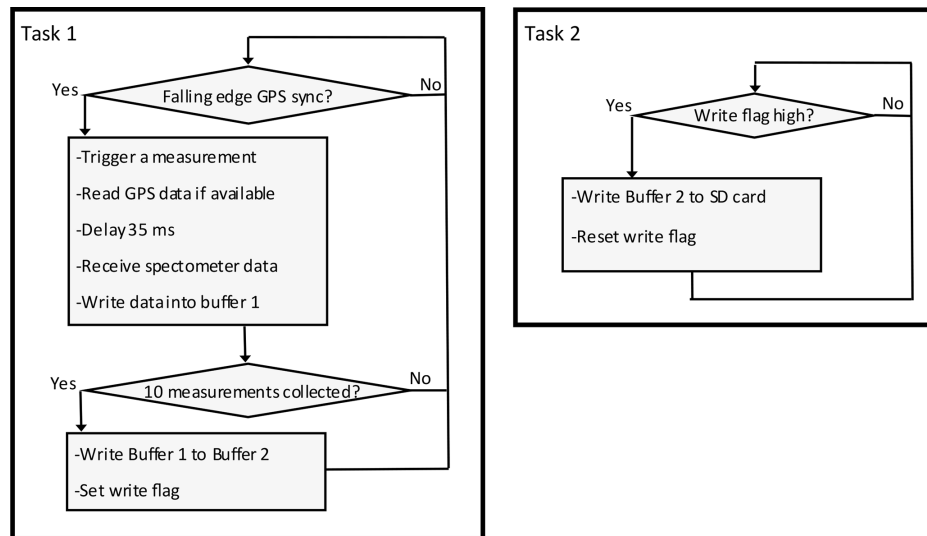 Task 1
Falling edge GPS sync?
Yes
No
-Trigger a measurement
-Read GPS data if available
-Delay 35 ms
-Receive spectometer data
-Write data into buffer 1
10 measurements collected?
Yes
No
-Write Buffer 1 to Buffer 2
-Set write flag
Task 2
Write flag high?
Yes
No
-Write Buffer 2 to SD card
-Reset write flag